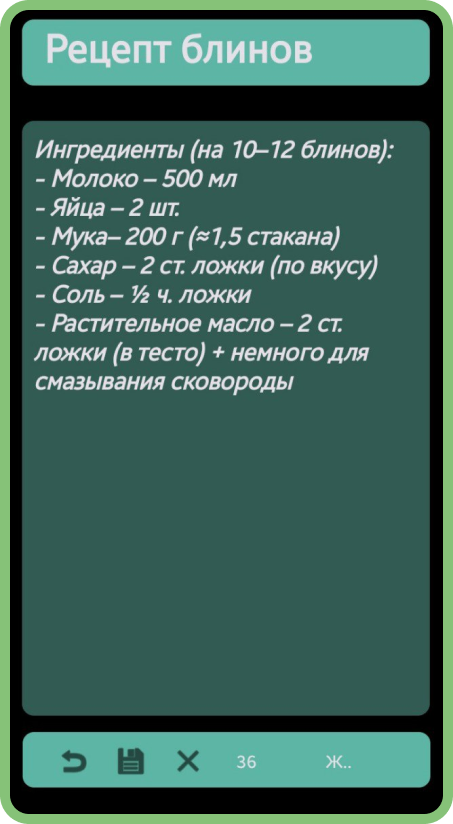 Рецепт блинов
Ингредиенты (на 10–12 блинов):
- Молоко – 500 мл
- Яйца – 2 шт.
- Мука– 200 г (≈1,5 стакана)
- Сахар – 2 ст. ложки (по вкусу)
- Соль – ½ ч. ложки
- Растительное масло – 2 ст.
ложки (в тесто) + немного для
смазывания сковороды
36 Ж..